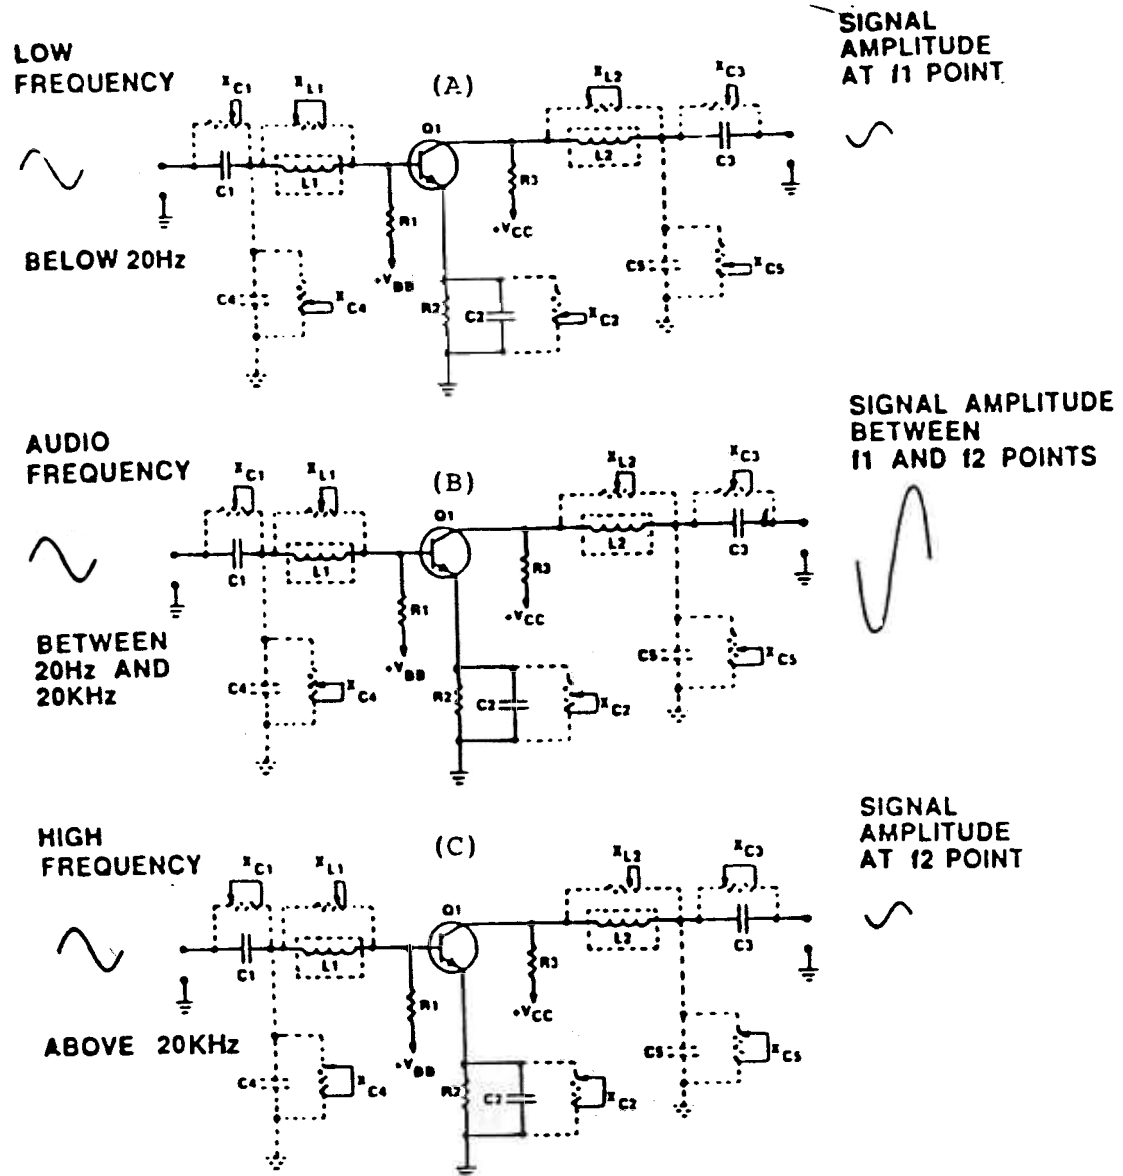 SIGNAL
AMPLITUDE
AT f1 POINT
LOW
FREQUENCY
XC1
XL1
(A)
XL2
XC3
Q1
C1
L1
R1
+VBB
R3
+VCC
L2
C3
BELOW 20Hz
C4
XC4
R2
C2
XC2
C5
XC5
SIGNAL AMPLITUDE
BETWEEN
f1 AND f2 POINTS
AUDIO
FREQUENCY
XC1
XL1
(B)
XL2
XC3
Q1
C1
L1
R1
+VBB
R3
+VCC
L2
C3
BETWEEN
20Hz AND
20KHz
C4
XC4
R2
C2
XC2
C5
XC5
SIGNAL
AMPLITUDE
AT f2 POINT
HIGH
FREQUENCY
XC1
XL1
(C)
XL2
XC3
Q1
C1
L1
R1
+VBB
R3
+VCC
L2
C3
ABOVE 20KHz
C4
XC4
R2
C2
XC2
C5
XC5